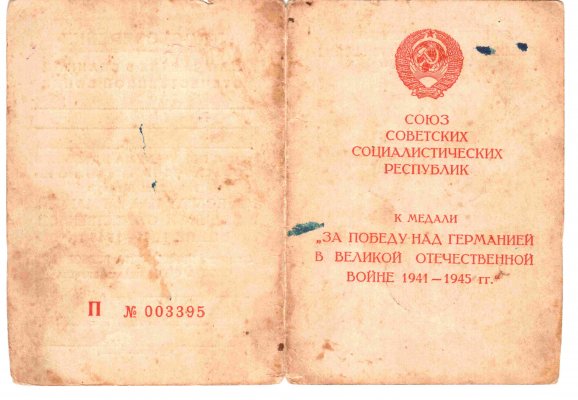 П № 003395
СОЮЗ
СОВЕТСКИХ
СОЦИАЛИСТИЧЕСКИХ
РЕСПУБЛИК
К МЕДАЛИ
„ЗА ПОБЕДУ НАД ГЕРМАНИЕЙ
В ВЕЛИКОЙ ОТЕЧЕСТВЕННОЙ
ВОЙНЕ 1941—1945 гг."